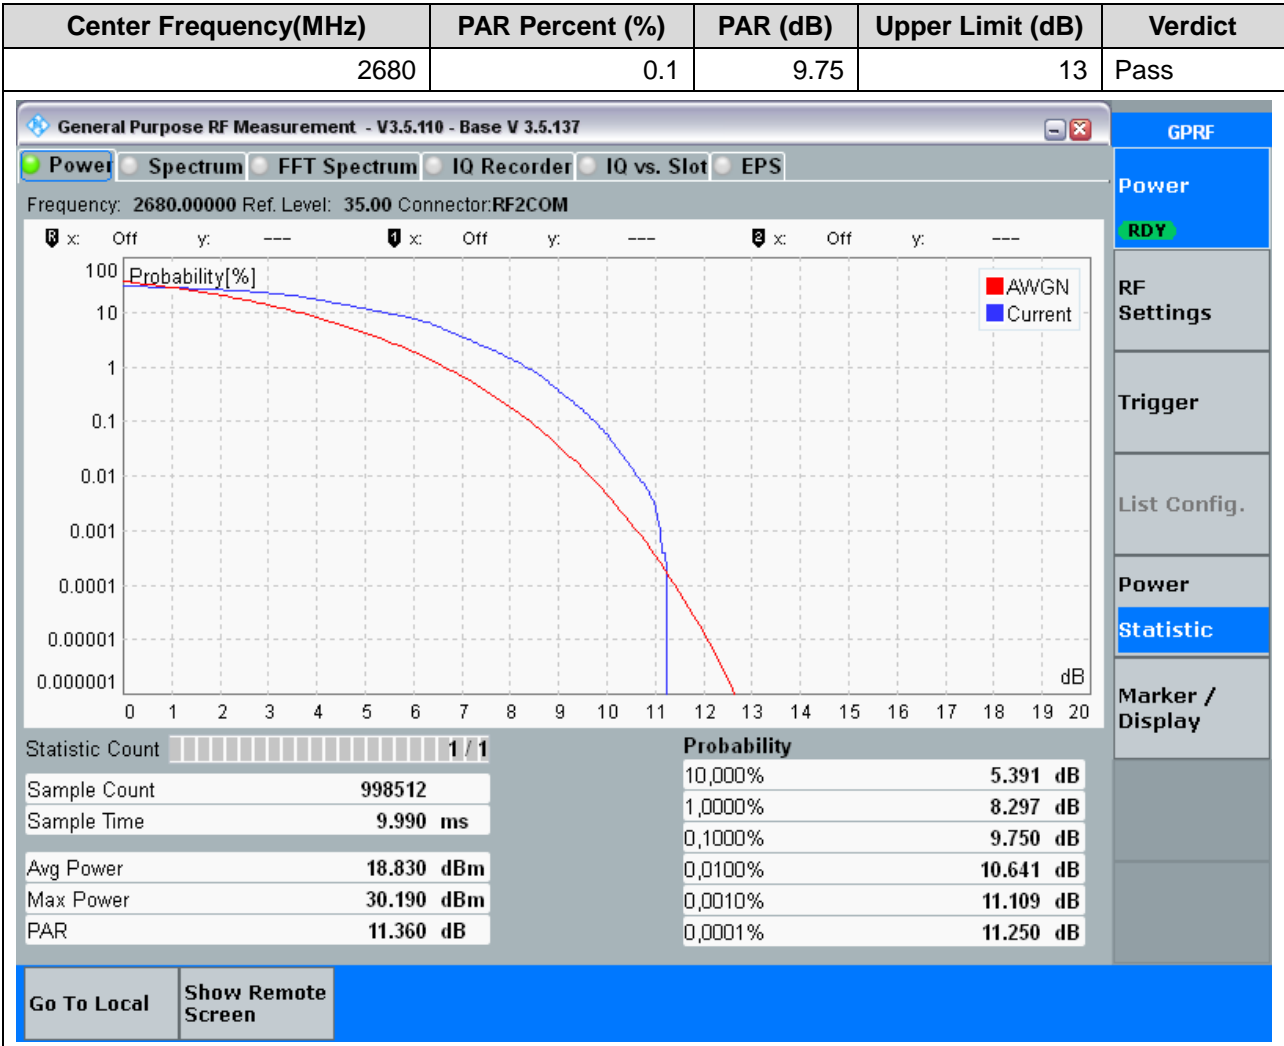 Center Frequency(MHz) PAR Percent (%) PAR (dB) Upper Limit (dB) Verdict
2680 0.1 9.75 13 Pass
General Purpose RF Measurement - V3.5.110 - Base V 3.5.137
GPRF
Power Spectrum FFT Spectrum IQ Recorder IQ vs. Slot EPS
Power
RDY
Frequency: 2680.00000 Ref. Level: 35.00 Connector:RF2COM
R x: Off y: --- 1 x: Off y: --- 2 x: Off y: ---
Probability[%]
AWGN
Current
100
10
1
0.1
0.01
0.001
0.0001
0.00001
0.000001
dB
0 1 2 3 4 5 6 7 8 9 10 11 12 13 14 15 16 17 18 19 20
RF
Settings
Trigger
List Config.
Power
Statistic
Marker /
Display
Statistic Count 1 / 1
Sample Count 998512
Sample Time 9.990 ms
Avg Power 18.830 dBm
Max Power 30.190 dBm
PAR 11.360 dB
Probability
10,000% 5.391 dB
1,0000% 8.297 dB
0,1000% 9.750 dB
0,0100% 10.641 dB
0,0010% 11.109 dB
0,0001% 11.250 dB
Go To Local
Show Remote
Screen